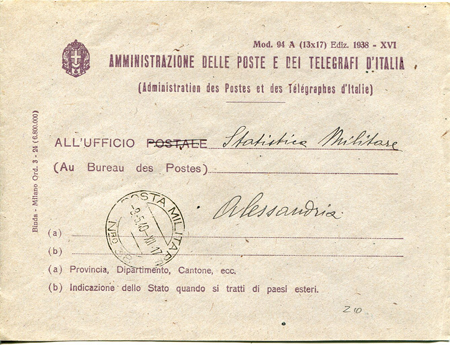 Mod. 94 A (13x17) Ediz. 1938 - XVI
AMMINISTRAZIONE DELLE POSTE E DEI TELEGRAFI D'ITALIA
(Administration des Postes et des Télégraphes d'Italie)
ALL'UFFICIO POSTALE Statistica Militare
(Au Bureau des Postes)
Alessandria
POSTA MILITARE
(a)
(b)
(a) Provincia, Dipartimento, Cantone, ecc.
(b) Indicazione dello Stato quando si tratti di paesi esteri.